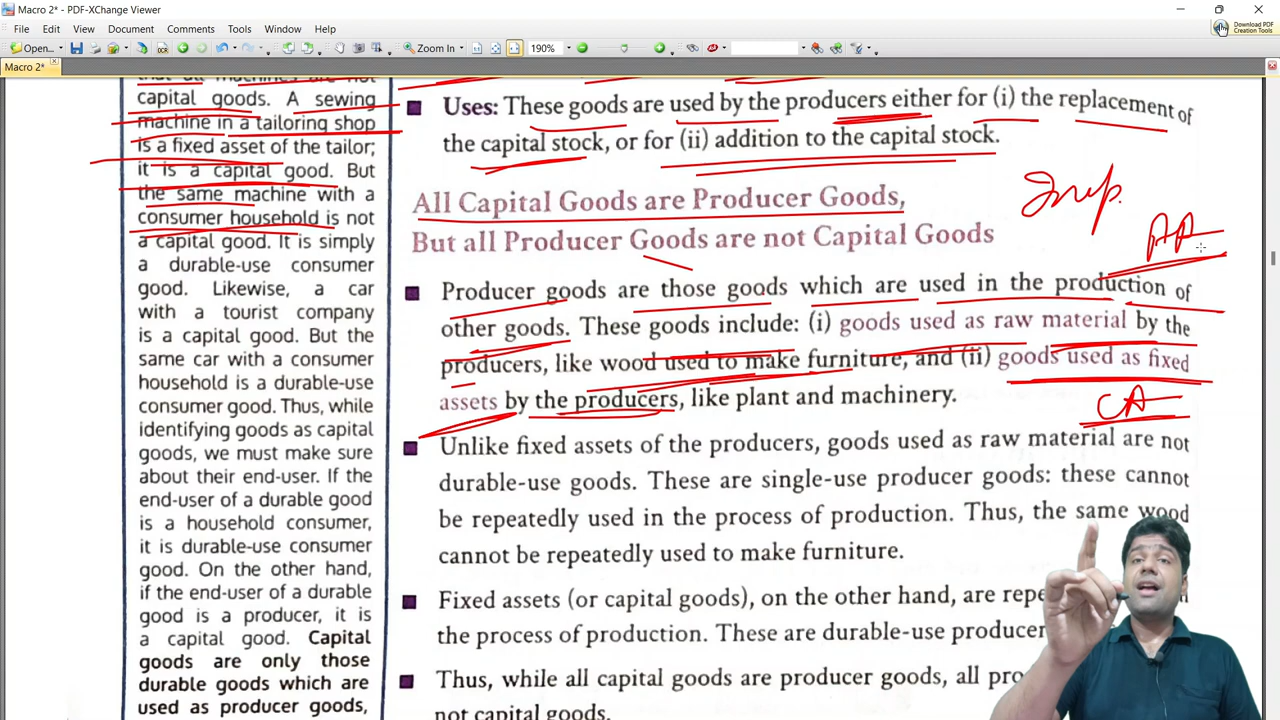 Macro 2* - PDF-XChange Viewer
File Edit View Document Comments Tools Window Help
Download PDF
Creation Tools
Open... Zoom In 190%
Macro 2*
that all machines are not
capital goods. A sewing
machine in a tailoring shop
is a fixed asset of the tailor;
it is a capital good. But
the same machine with a
consumer household is not
a capital good. It is simply
a durable-use consumer
good. Likewise, a car
with a tourist company
is a capital good. But the
same car with a consumer
household is a durable-use
consumer good. Thus, while
identifying goods as capital
goods, we must make sure
about their end-user. If the
end-user of a durable good
is a household consumer,
it is durable-use consumer
good. On the other hand,
if the end-user of a durable
good is a producer, it is
a capital good. Capital
goods are only those
durable goods which are
used as producer goods,
Uses: These goods are used by the producers either for (i) the replacement of
the capital stock, or for (ii) addition to the capital stock.
Imp.
All Capital Goods are Producer Goods,
But all Producer Goods are not Capital Goods
Producer goods are those goods which are used in the production of
other goods. These goods include: (i) goods used as raw material by the
producers, like wood used to make furniture, and (ii) goods used as fixed
assets by the producers, like plant and machinery.
CA
Unlike fixed assets of the producers, goods used as raw material are not
durable-use goods. These are single-use producer goods: these cannot
be repeatedly used in the process of production. Thus, the same wood
cannot be repeatedly used to make furniture.
Fixed assets (or capital goods), on the other hand, are
the process of production. These are durable-use
Thus, while all capital goods are producer goods, all
not capital goods.